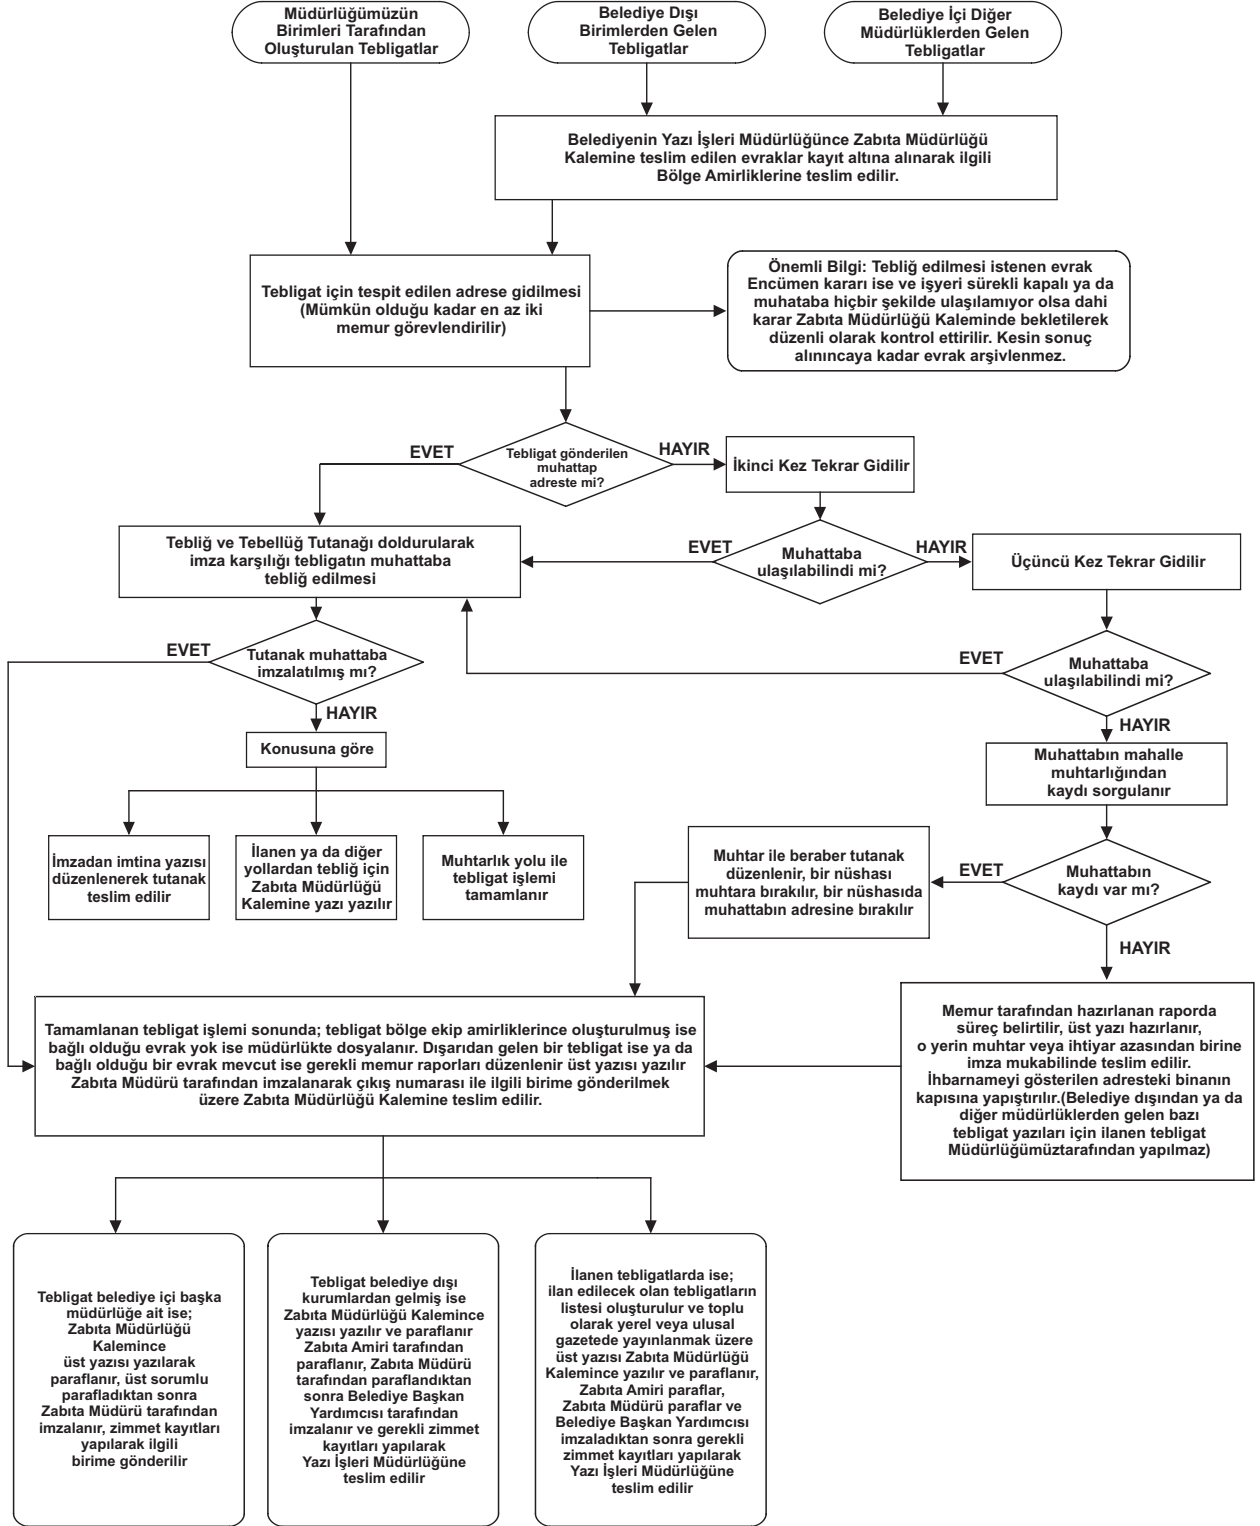 Müdürlüğümüzün
Birimleri Tarafından
Oluşturulan Tebligatlar
Belediye Dışı
Birimlerden Gelen
Tebligatlar
Belediye İçi Diğer
Müdürlüklerden Gelen
Tebligatlar
Belediyenin Yazı İşleri Müdürlüğünce Zabıta Müdürlüğü
Kalemine teslim edilen evraklar kayıt altına alınarak ilgili
Bölge Amirliklerine teslim edilir.
Tebligat için tespit edilen adrese gidilmesi
(Mümkün olduğu kadar en az iki
memur görevlendirilir)
Önemli Bilgi: Tebliğ edilmesi istenen evrak
Encümen kararı ise ve işyeri sürekli kapalı ya da
muhataba hiçbir şekilde ulaşılamıyor olsa dahi
karar Zabıta Müdürlüğü Kaleminde bekletilerek
düzenli olarak kontrol ettirilir. Kesin sonuç
alınıncaya kadar evrak arşivlenmez.
EVET
Tebligat gönderilen
muhattap
adreste mi?
HAYIR
İkinci Kez Tekrar Gidilir
Tebliğ ve Tebellüğ Tutanağı doldurularak
imza karşılığı tebligatın muhattaba
tebliğ edilmesi
EVET
Muhattaba
ulaşılabilindi mi?
HAYIR
Üçüncü Kez Tekrar Gidilir
EVET
Tutanak muhattaba
imzalatılmış mı?
HAYIR
EVET
Muhattaba
ulaşılabilindi mi?
HAYIR
Konusuna göre
Muhattabın mahalle
muhtarlığından
kaydı sorgulanır
İmzadan imtina yazısı
düzenlenerek tutanak
teslim edilir
İlanen ya da diğer
yollardan tebliğ için
Zabıta Müdürlüğü
Kalemine yazı yazılır
Muhtarlık yolu ile
tebligat işlemi
tamamlanır
Muhtar ile beraber tutanak
düzenlenir, bir nüshası
muhtara bırakılır, bir nüshasıda
muhattabın adresine bırakılır
EVET
Muhattabın
kaydı var mı?
HAYIR
Tamamlanan tebligat işlemi sonunda; tebligat bölge ekip amirliklerince oluşturulmuş ise
bağlı olduğu evrak yok ise müdürlükte dosyalanır. Dışarıdan gelen bir tebligat ise ya da
bağlı olduğu bir evrak mevcut ise gerekli memur raporları düzenlenir üst yazısı yazılır
Zabıta Müdürü tarafından imzalanarak çıkış numarası ile ilgili birime gönderilmek
üzere Zabıta Müdürlüğü Kalemine teslim edilir.
Memur tarafından hazırlanan raporda
süreç belirtilir, üst yazı hazırlanır,
o yerin muhtar veya ihtiyar azasından birine
imza mukabilinde teslim edilir.
İhbarnameyi gösterilen adresteki binanın
kapısına yapıştırılır.(Belediye dışından ya da
diğer müdürlüklerden gelen bazı
tebligat yazıları için ilanen tebligat
Müdürlüğümüztarafından yapılmaz)
Tebligat belediye içi başka
müdürlüğe ait ise;
Zabıta Müdürlüğü
Kalemince
üst yazısı yazılarak
paraflanır, üst sorumlu
parafladıktan sonra
Zabıta Müdürü tarafından
imzalanır, zimmet kayıtları
yapılarak ilgili
birime gönderilir
Tebligat belediye dışı
kurumlardan gelmiş ise
Zabıta Müdürlüğü Kalemince
yazısı yazılır ve paraflanır
Zabıta Amiri tarafından
paraflanır, Zabıta Müdürü
tarafından paraflandıktan
sonra Belediye Başkan
Yardımcısı tarafından
imzalanır ve gerekli zimmet
kayıtları yapılarak
Yazı İşleri Müdürlüğüne
teslim edilir
İlanen tebligatlarda ise;
ilan edilecek olan tebligatların
listesi oluşturulur ve toplu
olarak yerel veya ulusal
gazetede yayınlanmak üzere
üst yazısı Zabıta Müdürlüğü
Kalemince yazılır ve paraflanır,
Zabıta Amiri paraflar,
Zabıta Müdürü paraflar ve
Belediye Başkan Yardımcısı
imzaladıktan sonra gerekli
zimmet kayıtları yapılarak
Yazı İşleri Müdürlüğüne
teslim edilir